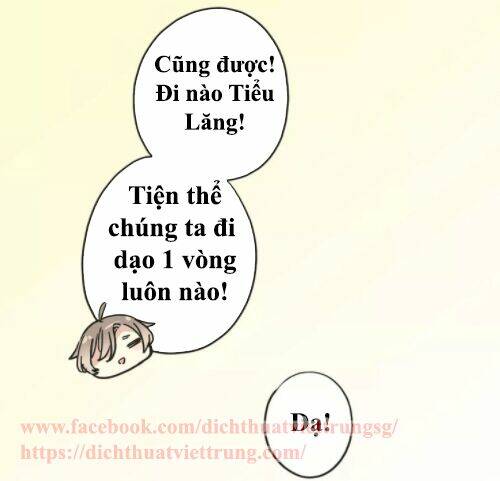 Cũng được!
Đi nào Tiểu
Lăng!
Tiện thể
chúng ta đi
dạo 1 vòng
luôn nào!
Dạ!
www.facebook.com/dichthuatviettrungsg/
https://dichthuatviettrung.com/